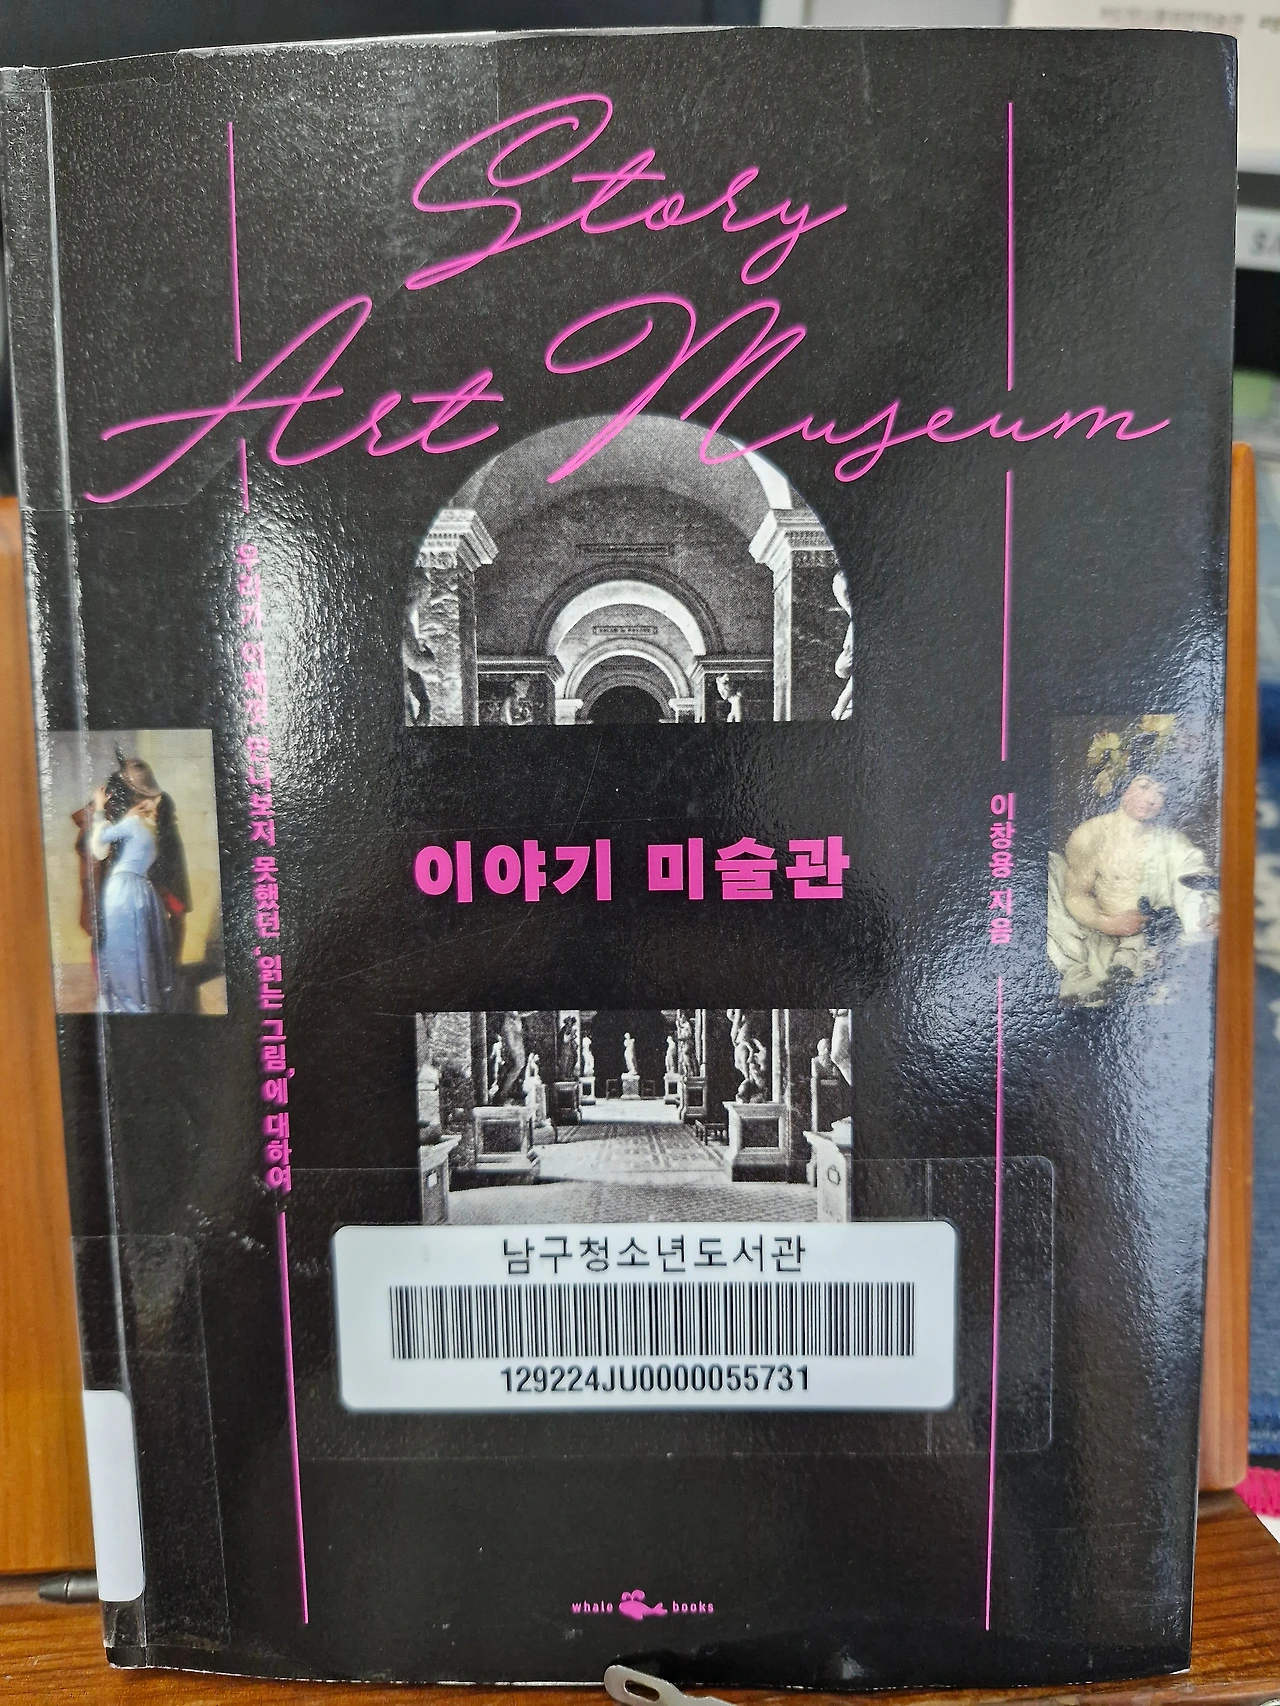 Story
Art Museum
우리가 이제껏 만나보지 못했던 '읽는 그림'에 대하여
이야기 미술관
이창용 지음
남구청소년도서관
129224JU0000055731
whale books